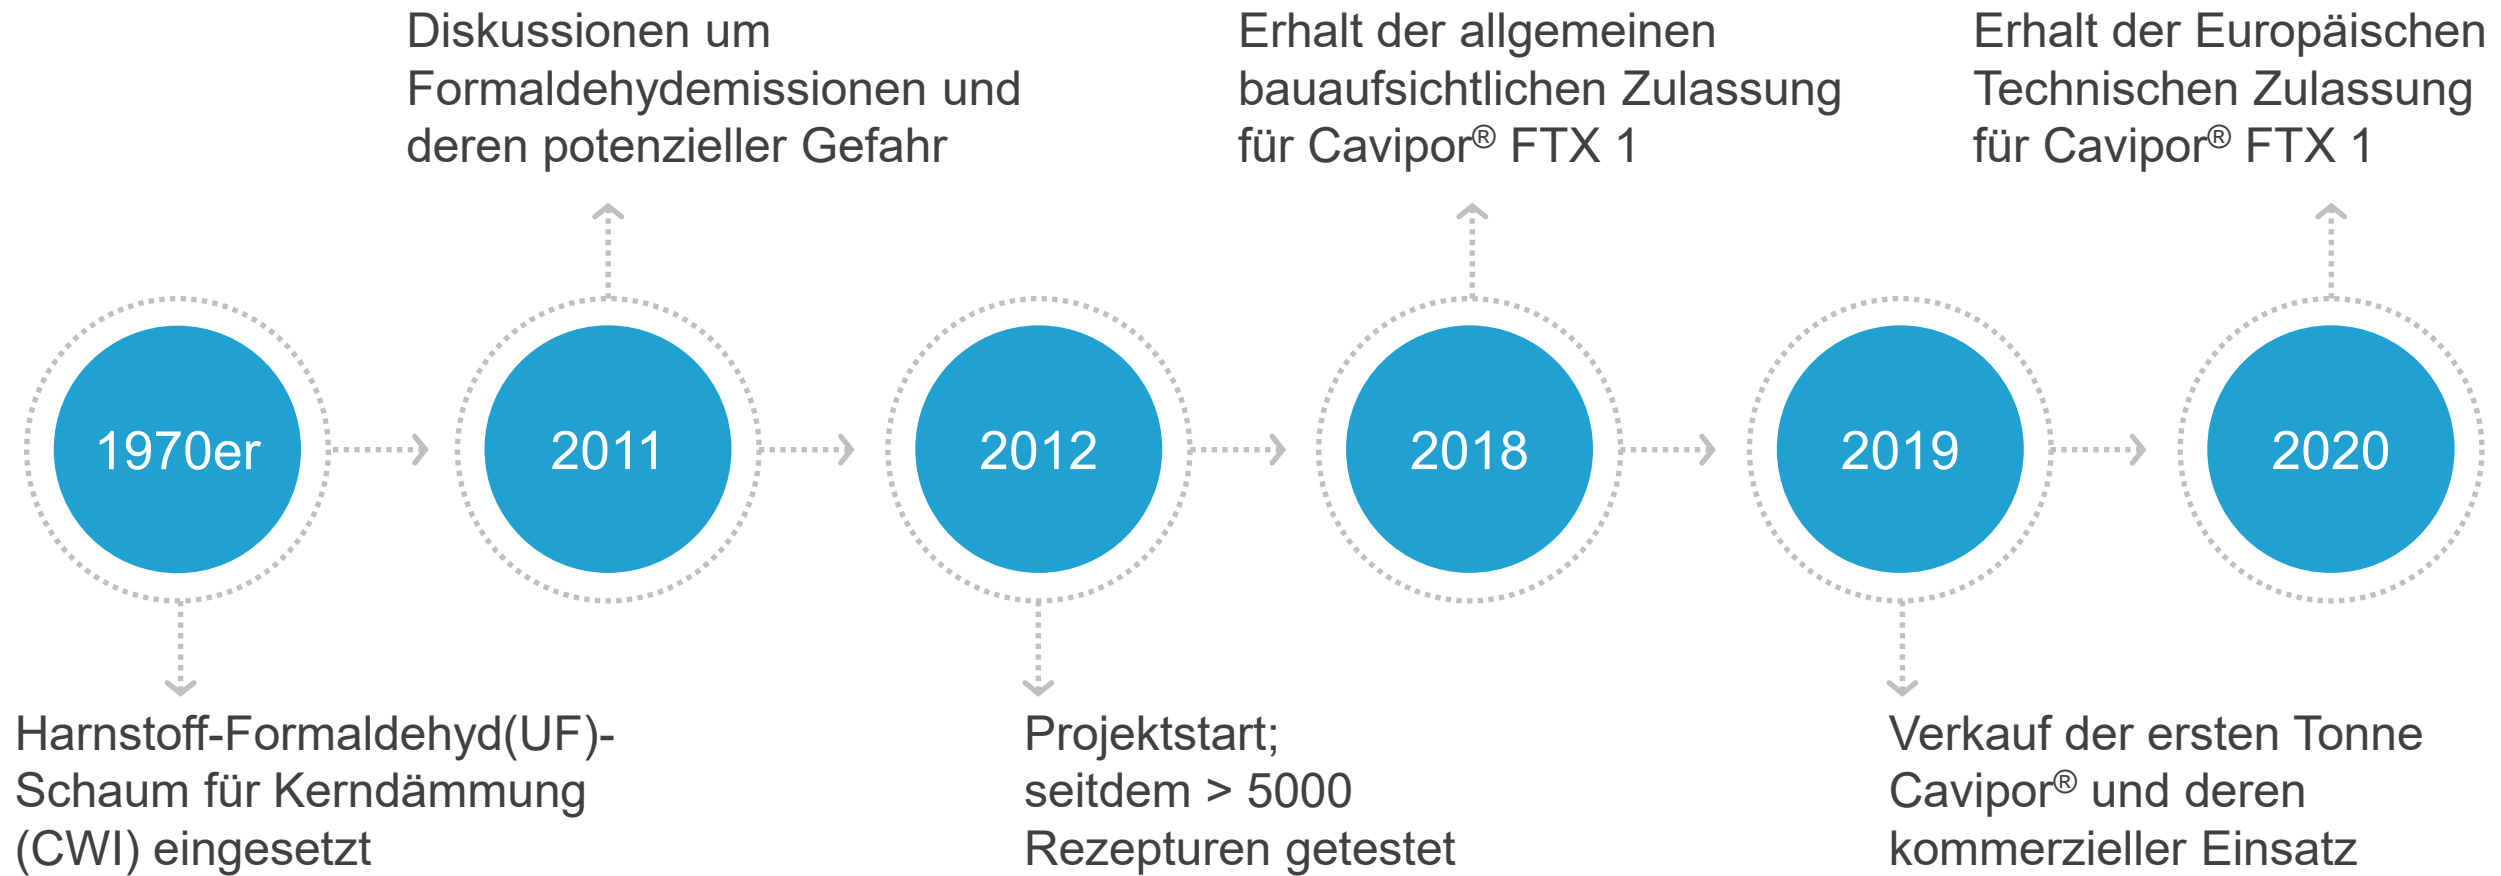 Diskussionen um
Formaldehydemissionen und
deren potenzieller Gefahr
Erhalt der allgemeinen
bauaufsichtlichen Zulassung
für Cavipor® FTX 1
Erhalt der Europäischen
Technischen Zulassung
für Cavipor® FTX 1
1970er
2011
2012
2018
2019
2020
Harnstoff-Formaldehyd(UF)-
Schaum für Kerndämmung
(CWI) eingesetzt
Projektstart;
seitdem > 5000
Rezepturen getestet
Verkauf der ersten Tonne
Cavipor® und deren
kommerzieller Einsatz